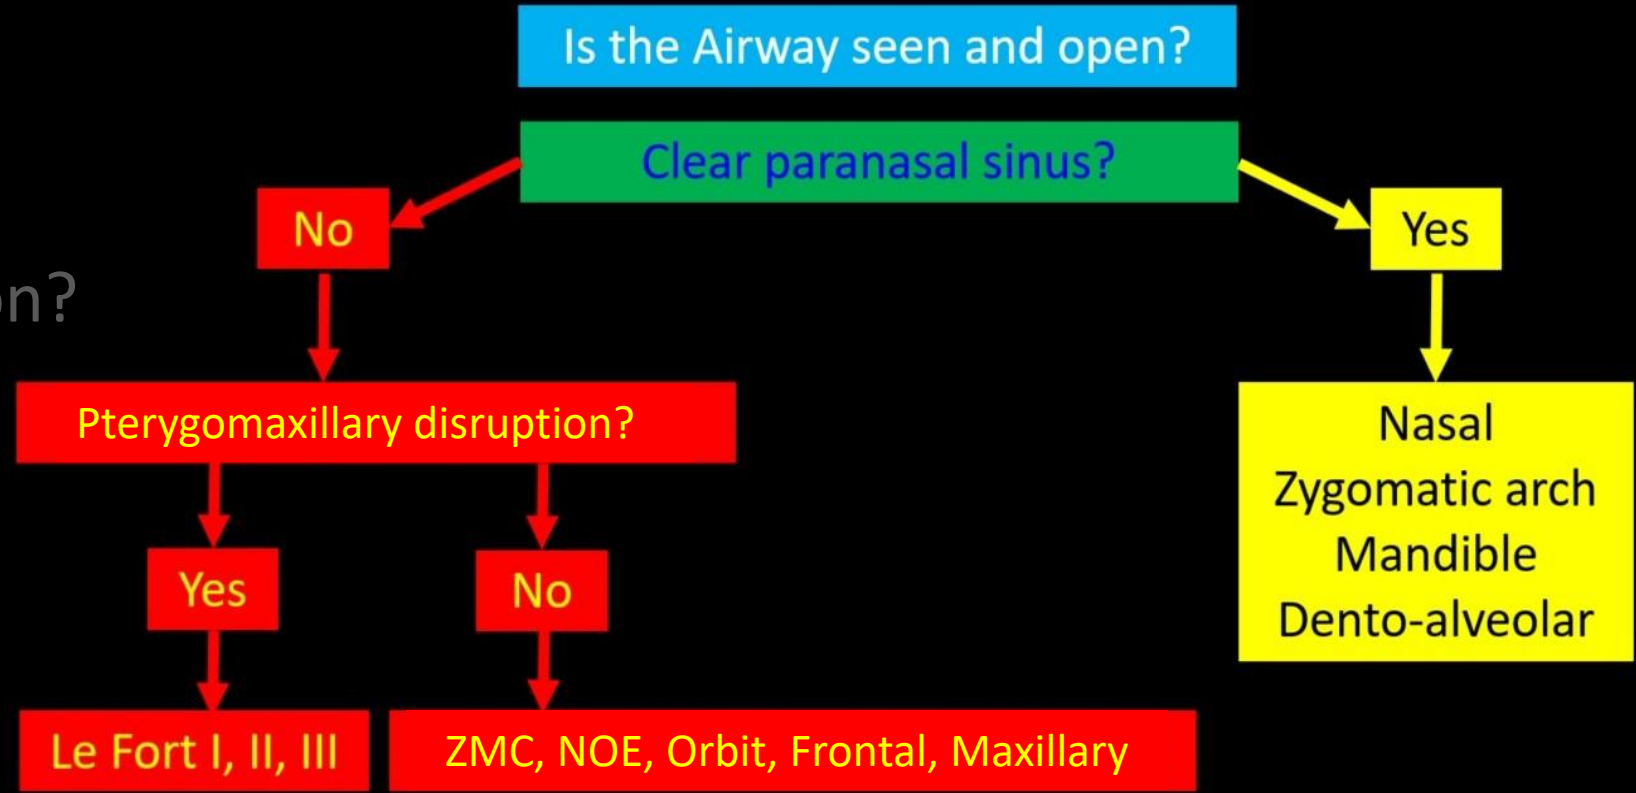 Is the Airway seen and open?
Clear paranasal sinus?
No
Yes
Pterygomaxillary disruption?
Nasal
Zygomatic arch
Mandible
Dento-alveolar
Yes
No
Le Fort I, II, III
ZMC, NOE, Orbit, Frontal, Maxillary